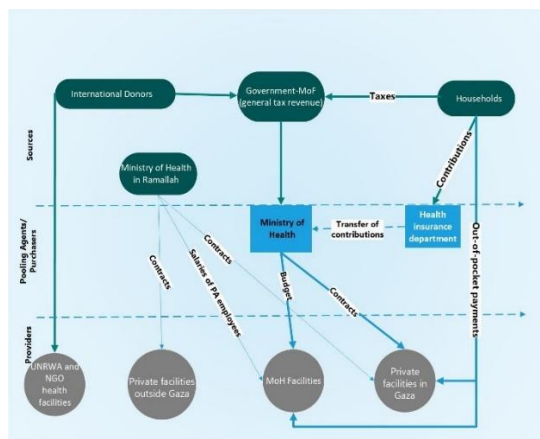 International Donors
Government-MoF
(general tax revenue)
Taxes
Households
Sources
Contributions
Ministry of Health
in Ramallah
Pooling Agents/
Purchasers
Ministry of
Health
Transfer of
contributions
Health
insurance
department
Out-of-pocket payments
Contracts
Salaries of PA employees
Contracts
Budget
Contracts
Providers
UNRWA and
NGO
health
facilities
Private facilities
outside Gaza
MoH Facilities
Private
facilities in
Gaza